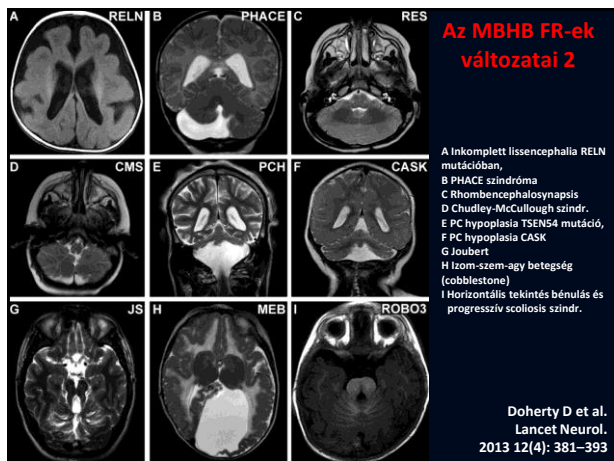 A
RELN
B
PHACE
C
RES
D
CMS
E
PCH
F
CASK
G
JS
H
MEB
I
ROBO3
Az MBHB FR-ek
változatai 2
A Inkomplett lissencephalia RELN
mutációban,
B PHACE szindróma
C Rhombencephalosynapsis
D Chudley-McCullough szindr.
E PC hypoplasia TSEN54 mutáció,
F PC hypoplasia CASK
G Joubert
H Izom-szem-agy betegség
(cobblestone)
I Horizontális tekintés bénulás és
progresszív scoliosis szindr.
Doherty D et al.
Lancet Neurol.
2013 12(4): 381–393